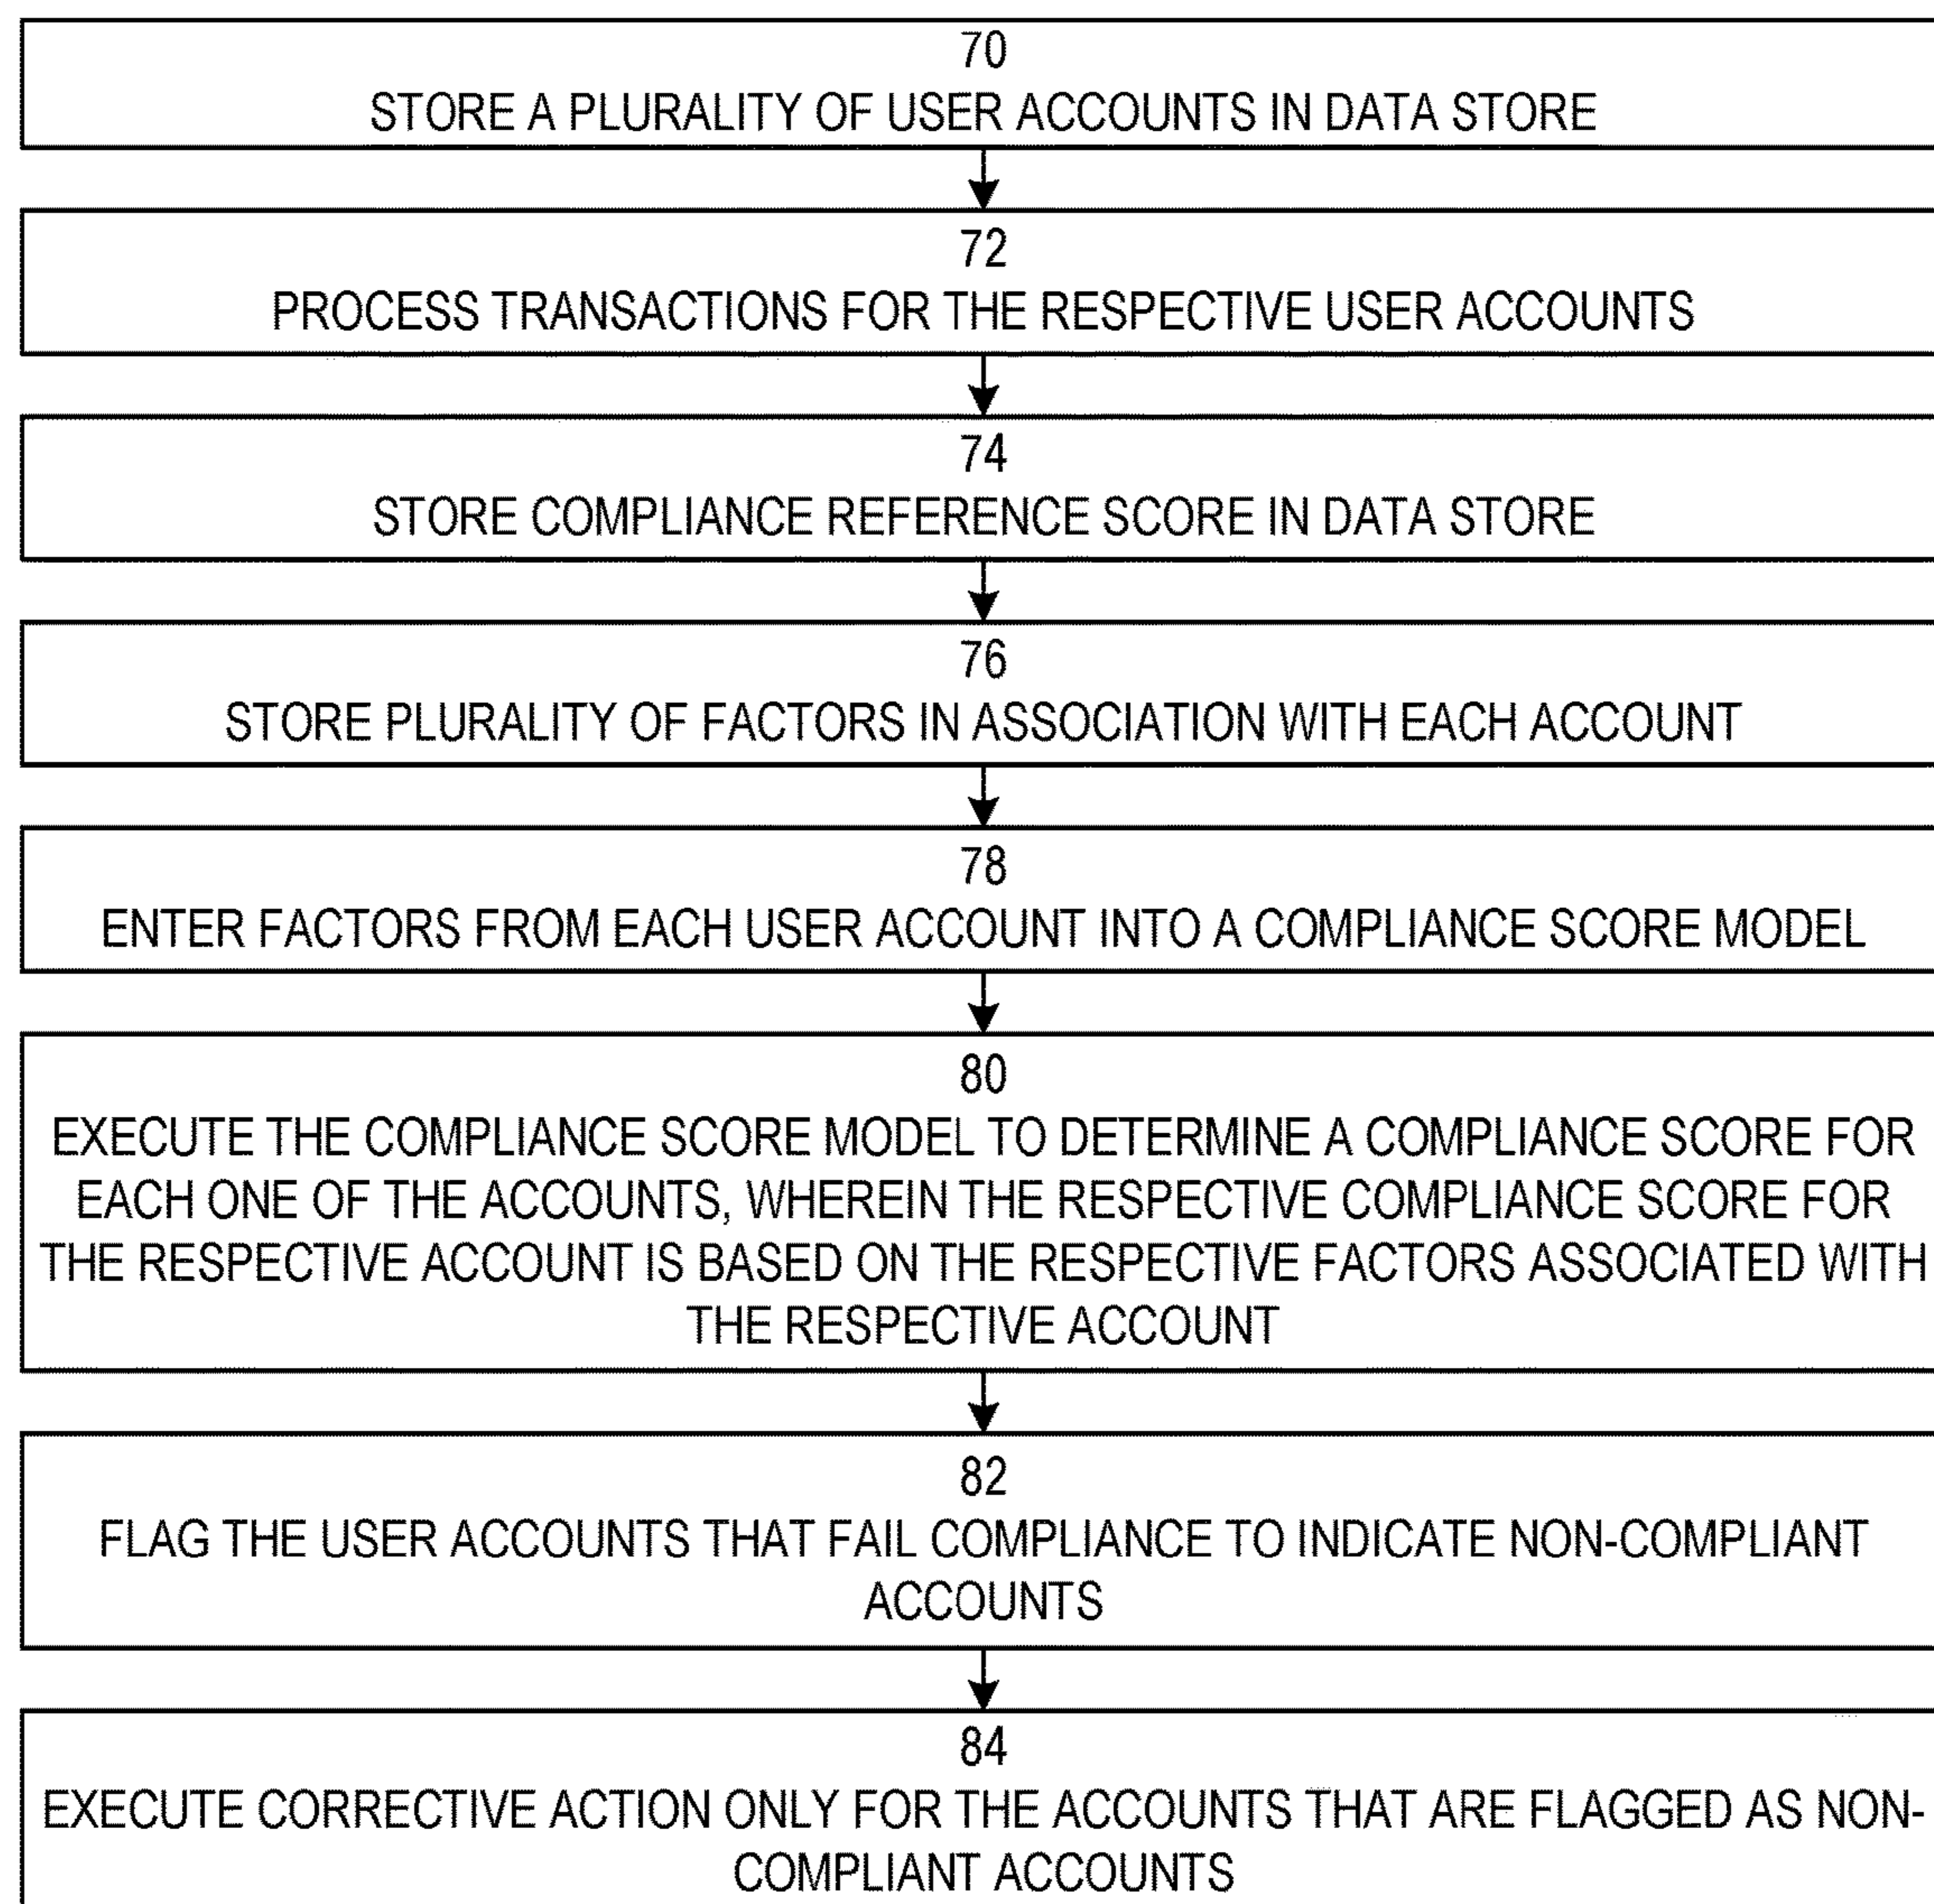 70
STORE A PLURALITY OF USER ACCOUNTS IN DATA STORE
72
PROCESS TRANSACTIONS FOR THE RESPECTIVE USER ACCOUNTS
74
STORE COMPLIANCE REFERENCE SCORE IN DATA STORE
76
STORE PLURALITY OF FACTORS IN ASSOCIATION WITH EACH ACCOUNT
78
ENTER FACTORS FROM EACH USER ACCOUNT INTO A COMPLIANCE SCORE MODEL
80
EXECUTE THE COMPLIANCE SCORE MODEL TO DETERMINE A COMPLIANCE SCORE FOR
EACH ONE OF THE ACCOUNTS, WHEREIN THE RESPECTIVE COMPLIANCE SCORE FOR
THE RESPECTIVE ACCOUNT IS BASED ON THE RESPECTIVE FACTORS ASSOCIATED WITH
THE RESPECTIVE ACCOUNT
82
FLAG THE USER ACCOUNTS THAT FAIL COMPLIANCE TO INDICATE NON-COMPLIANT
ACCOUNTS
84
EXECUTE CORRECTIVE ACTION ONLY FOR THE ACCOUNTS THAT ARE FLAGGED AS NON-
COMPLIANT ACCOUNTS